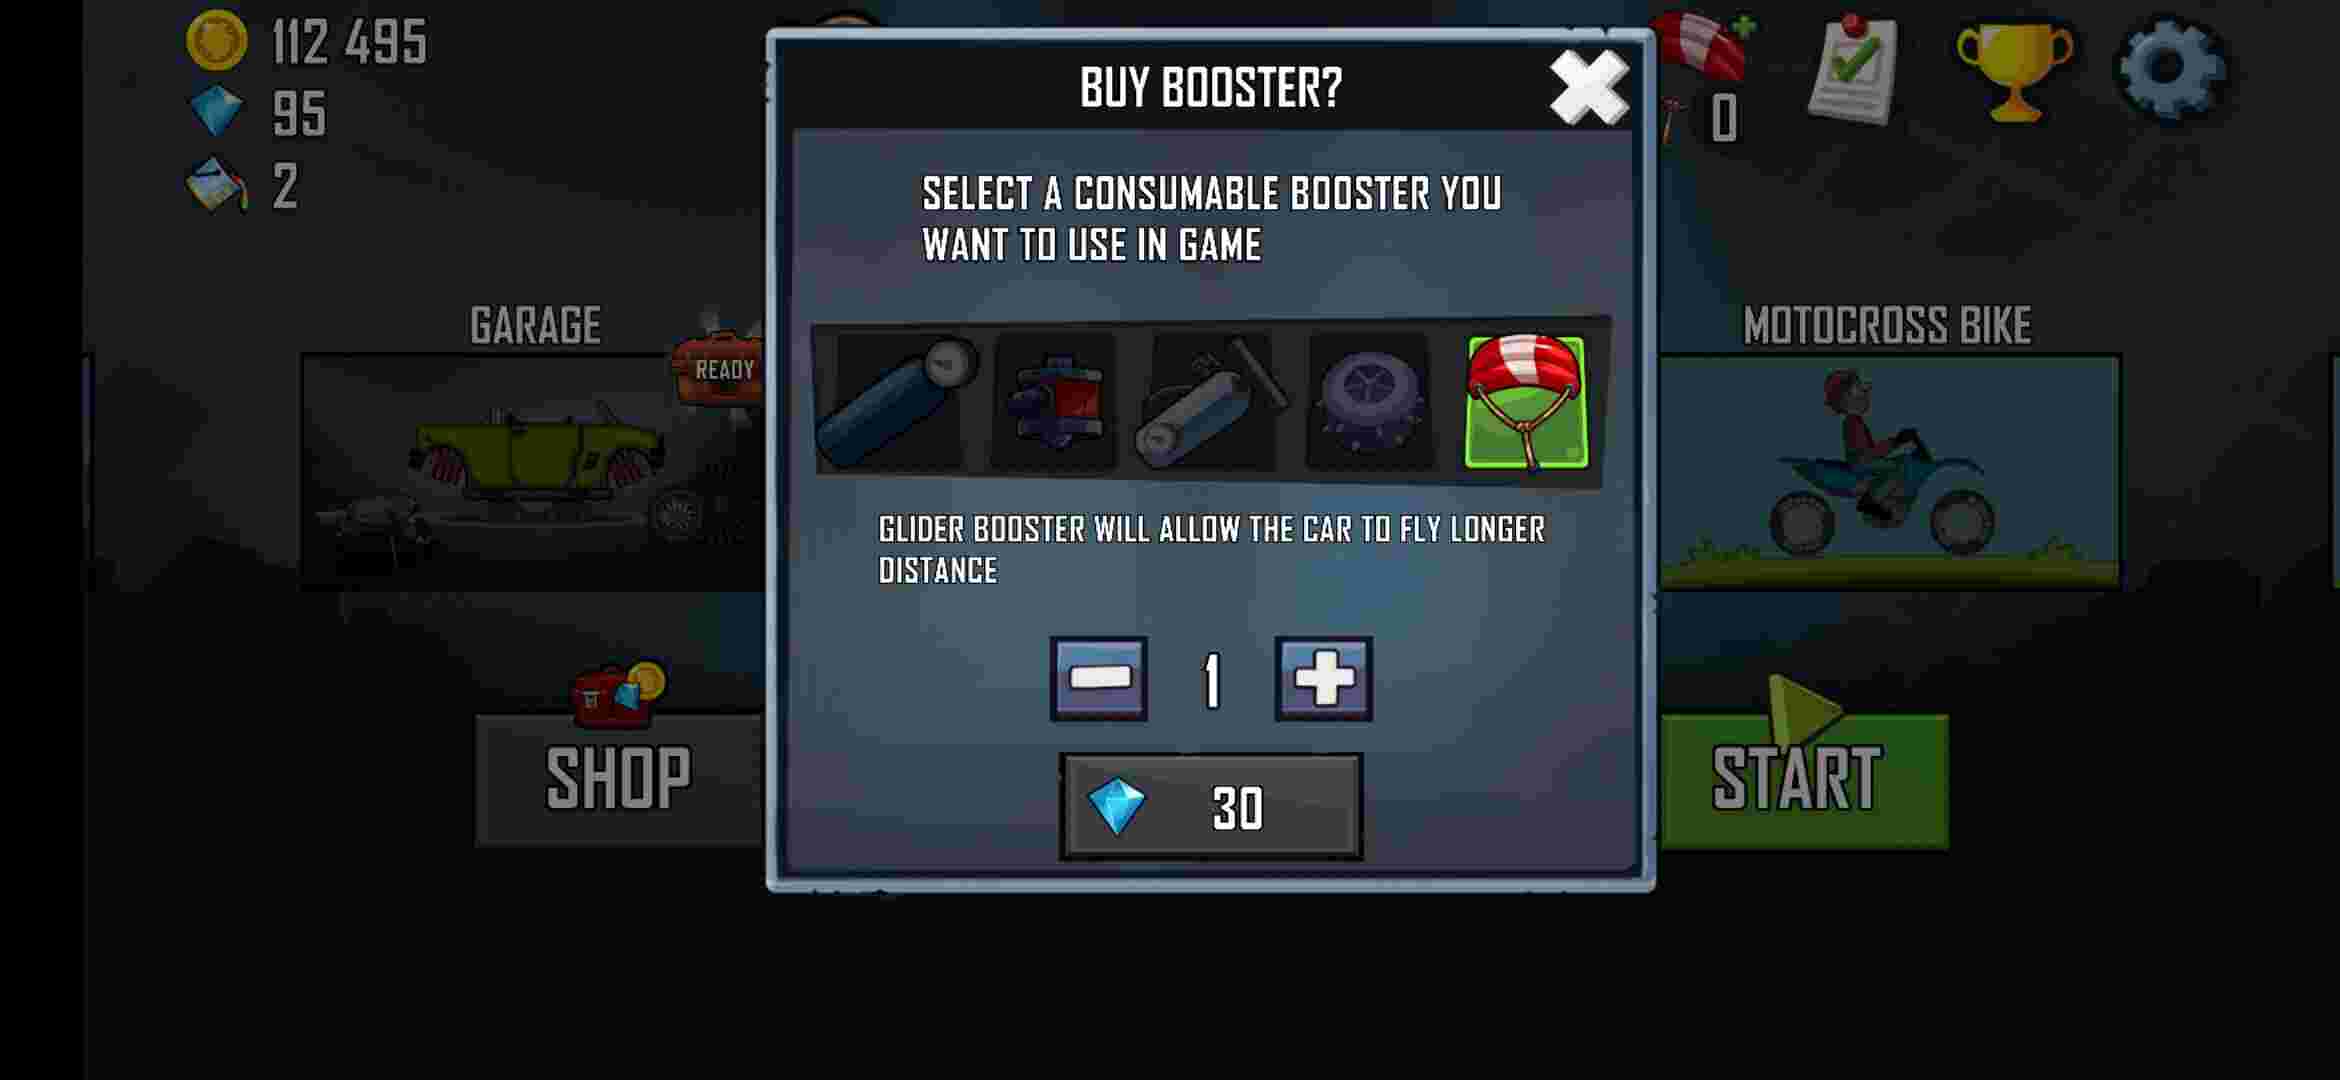 112 495
95
2
BUY BOOSTER?
0
SELECT A CONSUMABLE BOOSTER YOU
WANT TO USE IN GAME
GARAGE
READY
MOTOCROSS BIKE
GLIDER BOOSTER WILL ALLOW THE CAR TO FLY LONGER
DISTANCE
1
SHOP
30
START